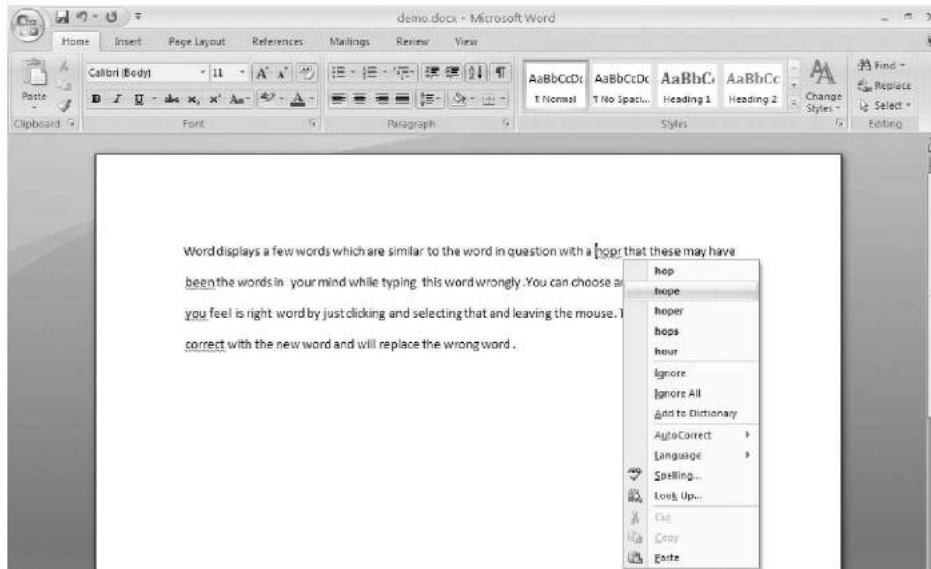 demo.docx - Microsoft Word
Home Insert Page Layout References Mailings Review View
Paste
Calibri (Body) 11
B I U abc x, x² Aa A
AaBbCcDc AaBbCcDc AaBbC AaBbCc
¶ Normal ¶ No Spaci... Heading 1 Heading 2
Change Styles
Find
Replace
Select
Clipboard Font Paragraph Styles Editing
Word displays a few words which are similar to the word in question with a hopr that these may have
been the words in your mind while typing this word wrongly .You can choose
you feel is right word by just clicking and selecting that and leaving the mouse.
correct with the new word and will replace the wrong word .
hop
hope
hoper
hops
hour
Ignore
Ignore All
Add to Dictionary
AutoCorrect
Language
Spelling...
Look Up...
Cut
Copy
Paste